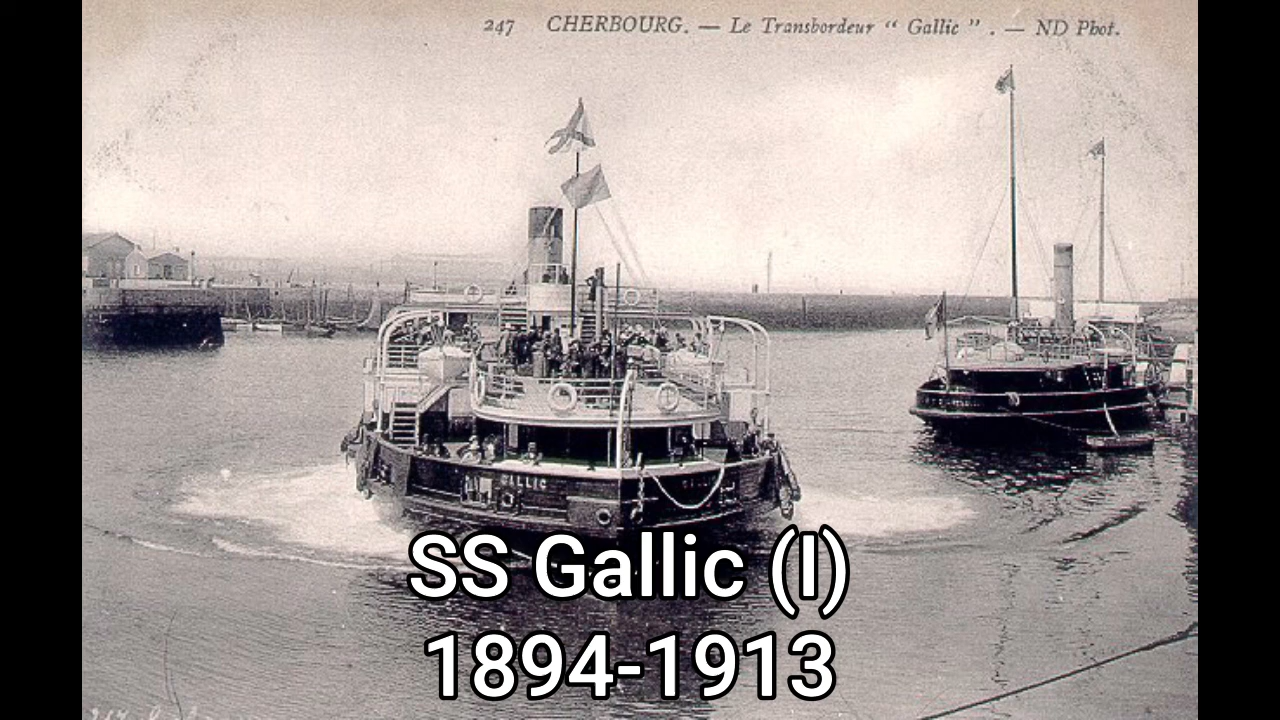 247 CHERBOURG. — Le Transbordeur “ Gallic ” . — ND Phot.
GALLIC
SS Gallic (I)
1894-1913